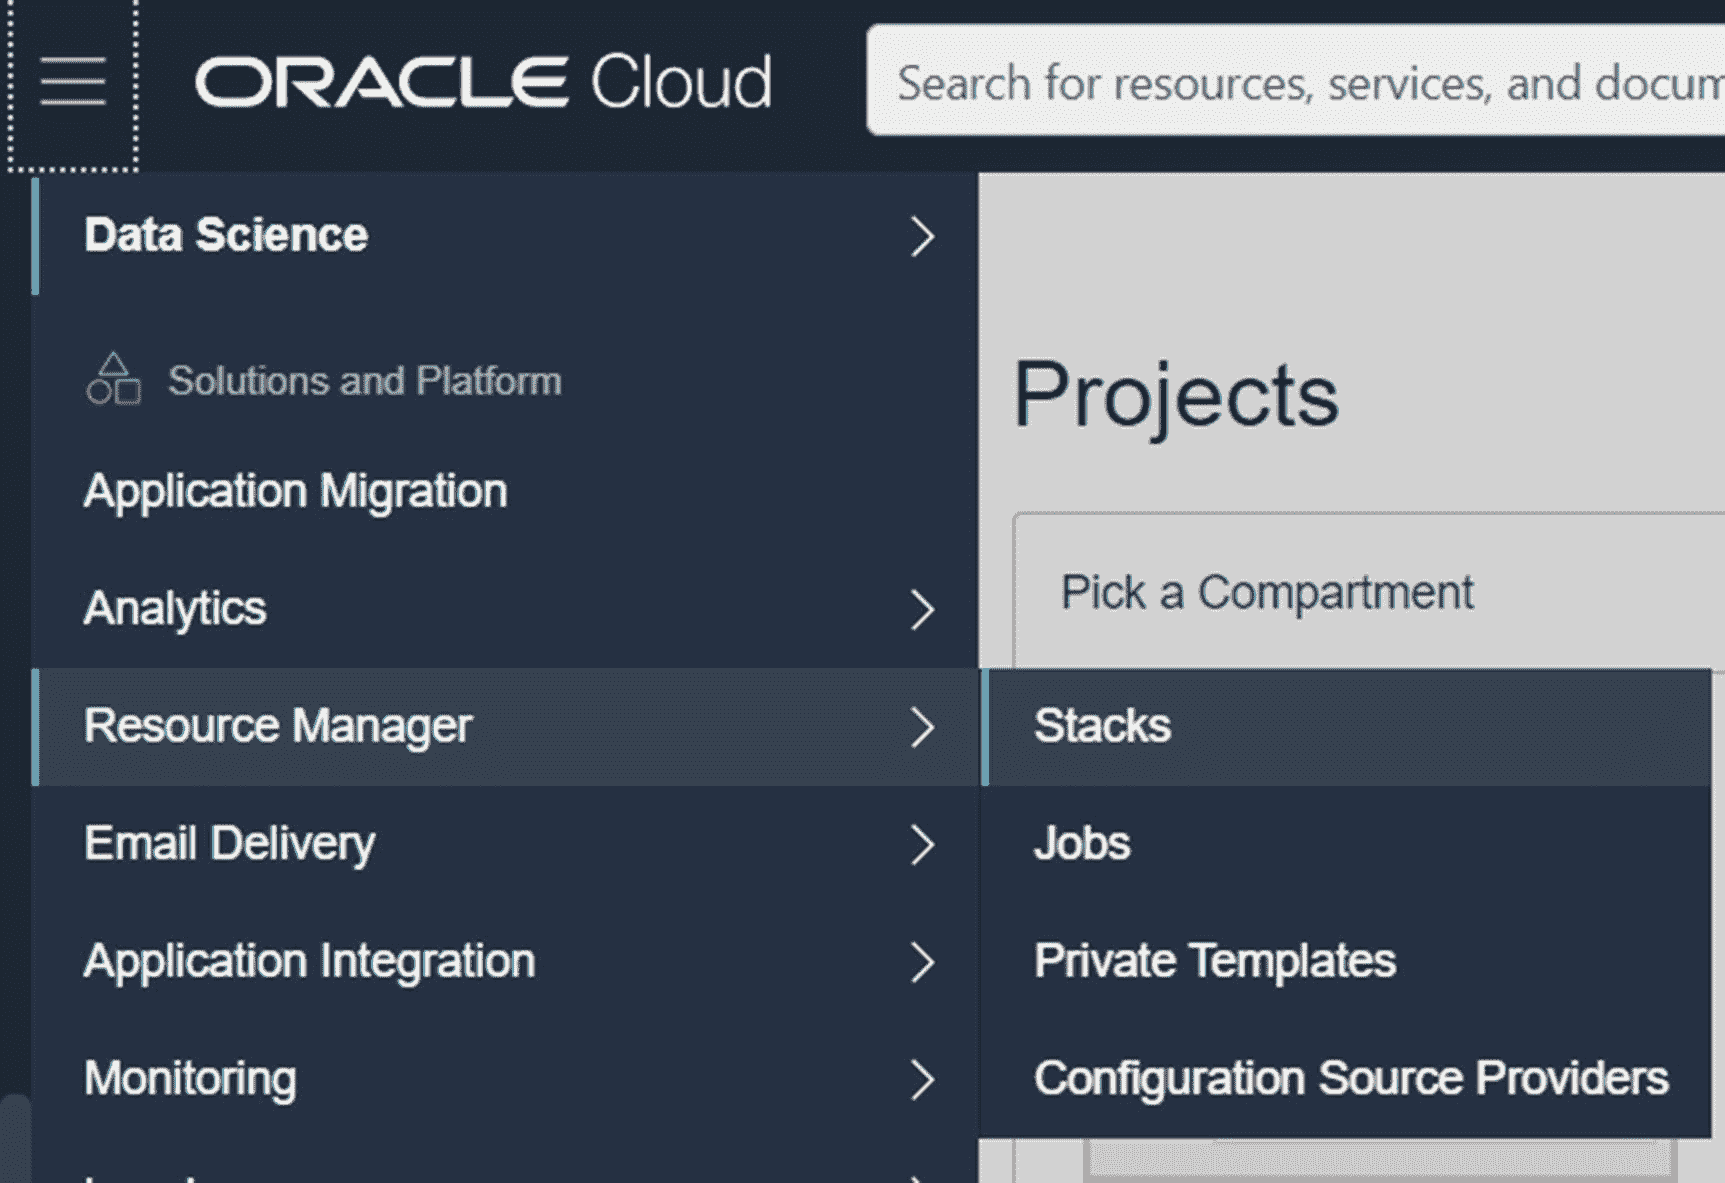 ORACLE Cloud
Search for resources, services, and docum
Data Science
Solutions and Platform
Application Migration
Analytics
Resource Manager
Email Delivery
Application Integration
Monitoring
Projects
Pick a Compartment
Stacks
Jobs
Private Templates
Configuration Source Providers